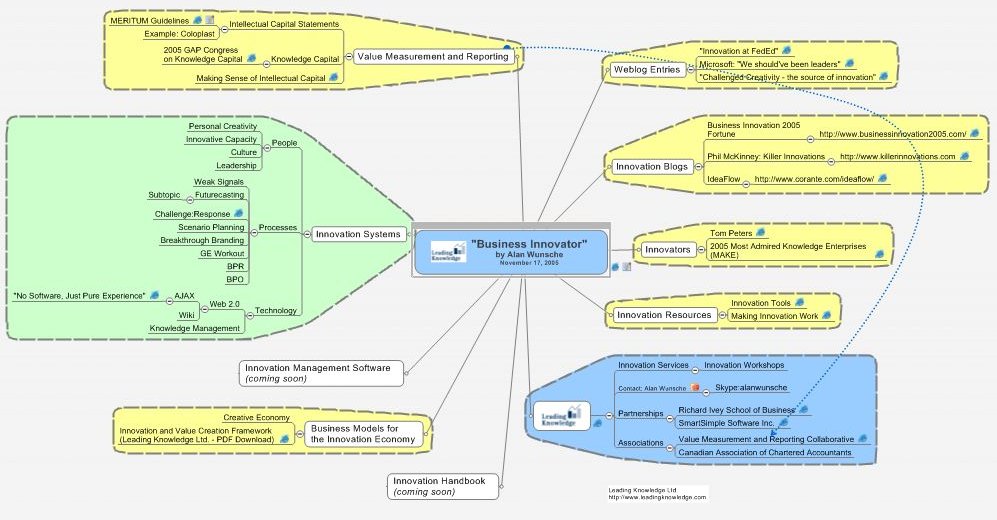 MERITUM Guidelines
Intellectual Capital Statements
Example: Coloplast
2005 GAP Congress
on Knowledge Capital
Knowledge Capital
Making Sense of Intellectual Capital
Value Measurement and Reporting
Weblog Entries
"Innovation at FedEd"
Microsoft: "We should've been leaders"
"Challenged Creativity - the source of innovation"
Innovation Blogs
Business Innovation 2005
Fortune
http://www.businessinnovation2005.com/
Phil McKinney: Killer Innovations
http://www.killerinnovations.com
IdeaFlow
http://www.corante.com/ideaflow/
Personal Creativity
Innovative Capacity
Culture
Leadership
People
Weak Signals
Subtopic
Futurecasting
Challenge:Response
Scenario Planning
Breakthrough Branding
GE Workout
BPR
BPO
Processes
Innovation Systems
"No Software, Just Pure Experience"
AJAX
Wiki
Web 2.0
Knowledge Management
Technology
Leading
Knowledge
"Business Innovator"
by Alan Wunsche
November 17, 2005
Innovators
Tom Peters
2005 Most Admired Knowledge Enterprises
(MAKE)
Innovation Resources
Innovation Tools
Making Innovation Work
Innovation Management Software
(coming soon)
Creative Economy
Innovation and Value Creation Framework
(Leading Knowledge Ltd. - PDF Download)
Business Models for
the Innovation Economy
Innovation Handbook
(coming soon)
Leading
Knowledge
Innovation Services
Innovation Workshops
Contact: Alan Wunsche
Skype:alanwunsche
Partnerships
Richard Ivey School of Business
SmartSimple Software Inc.
Associations
Value Measurement and Reporting Collaborative
Canadian Association of Chartered Accountants
Leading Knowledge Ltd
http://www.leadingknowledge.com